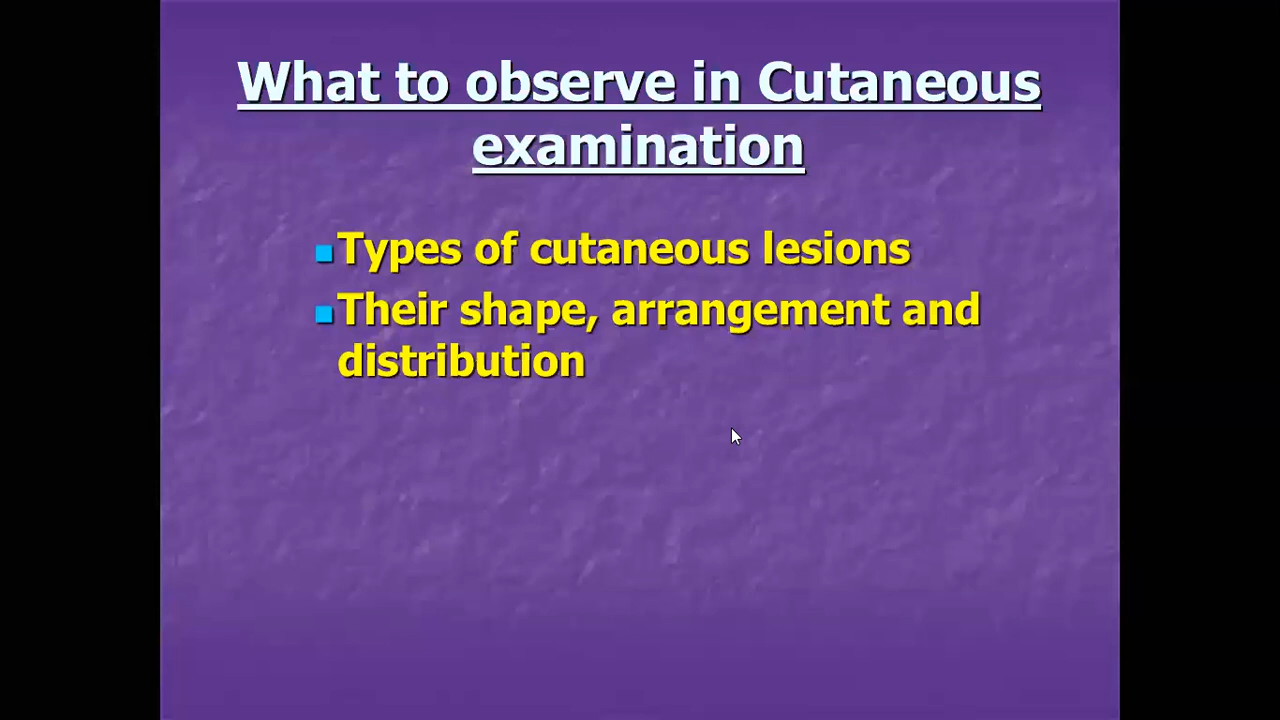 What to observe in Cutaneous
examination
Types of cutaneous lesions
Their shape, arrangement and
distribution